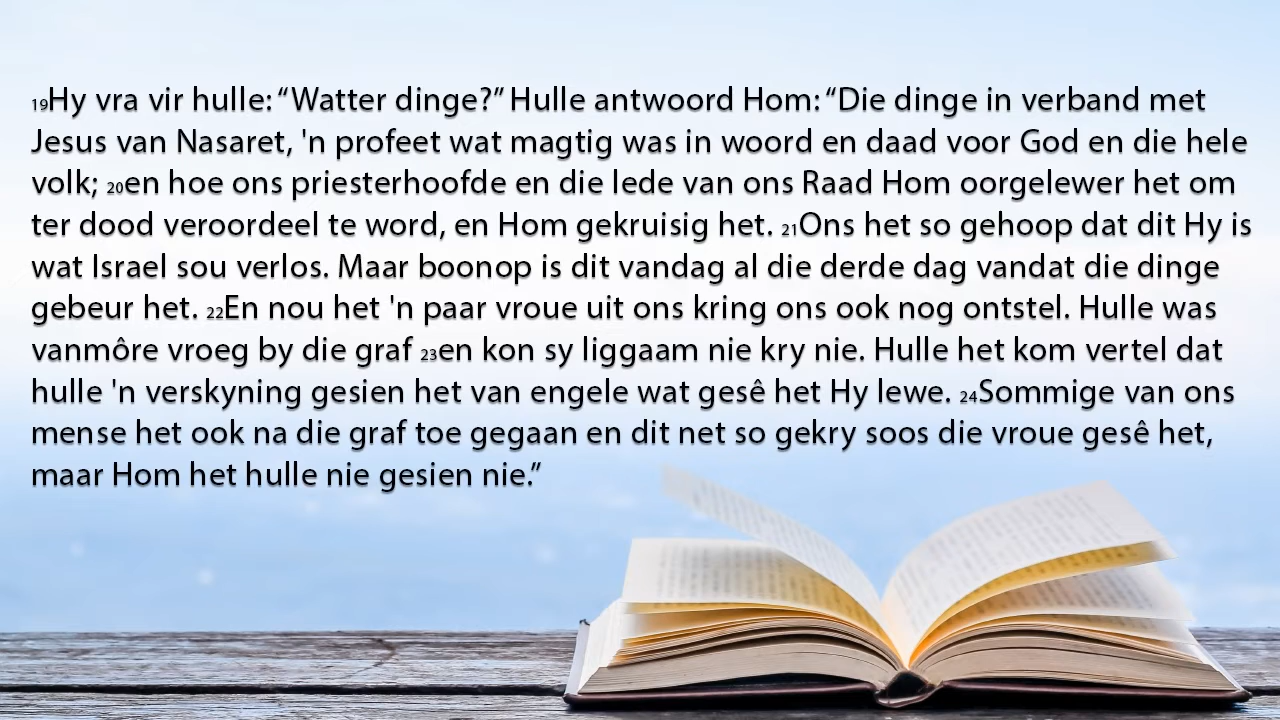 19Hy vra vir hulle: “Watter dinge?” Hulle antwoord Hom: “Die dinge in verband met
Jesus van Nasaret, 'n profeet wat magtig was in woord en daad voor God en die hele
volk; 20en hoe ons priesterhoofde en die lede van ons Raad Hom oorgelewer het om
ter dood veroordeel te word, en Hom gekruisig het. 21Ons het so gehoop dat dit Hy is
wat Israel sou verlos. Maar boonop is dit vandag al die derde dag vandat die dinge
gebeur het. 22En nou het 'n paar vroue uit ons kring ons ook nog ontstel. Hulle was
vanmôre vroeg by die graf 23en kon sy liggaam nie kry nie. Hulle het kom vertel dat
hulle 'n verskyning gesien het van engele wat gesê het Hy lewe. 24Sommige van ons
mense het ook na die graf toe gegaan en dit net so gekry soos die vroue gesê het,
maar Hom het hulle nie gesien nie.”